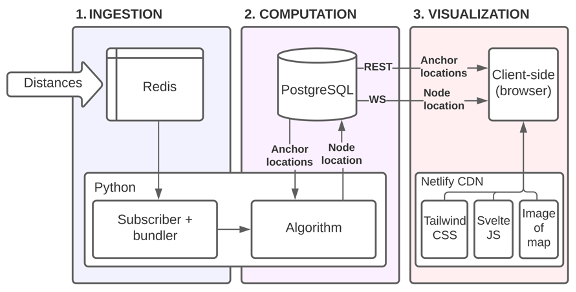 1. INGESTION
2. COMPUTATION
3. VISUALIZATION
Distances
Redis
PostgreSQL
REST
Anchor
locations
WS
Node
location
Client-side
(browser)
Anchor
locations
Node
location
Python
Subscriber +
bundler
Algorithm
Netlify CDN
Tailwind
CSS
Svelte
JS
Image
of
map